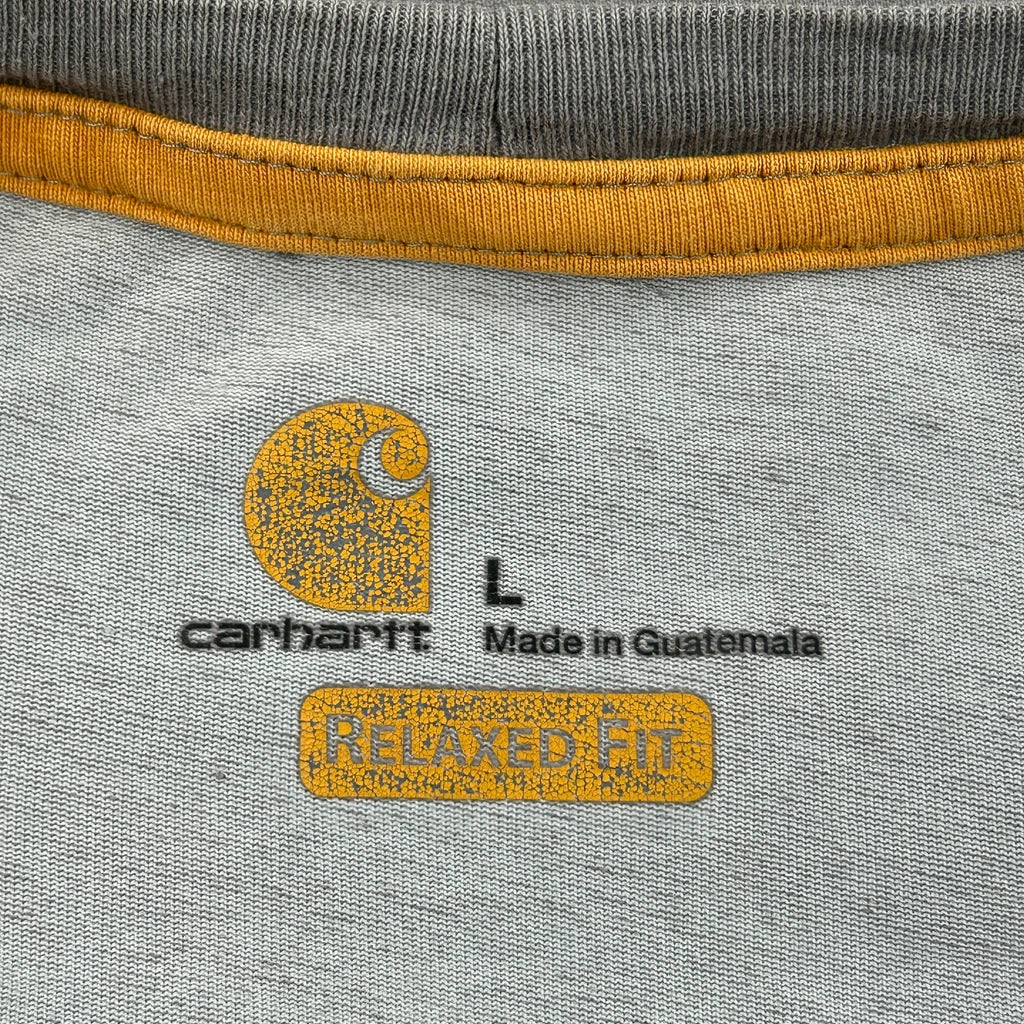 L
carhartt.
Made in Guatemala
RELAXED FIT